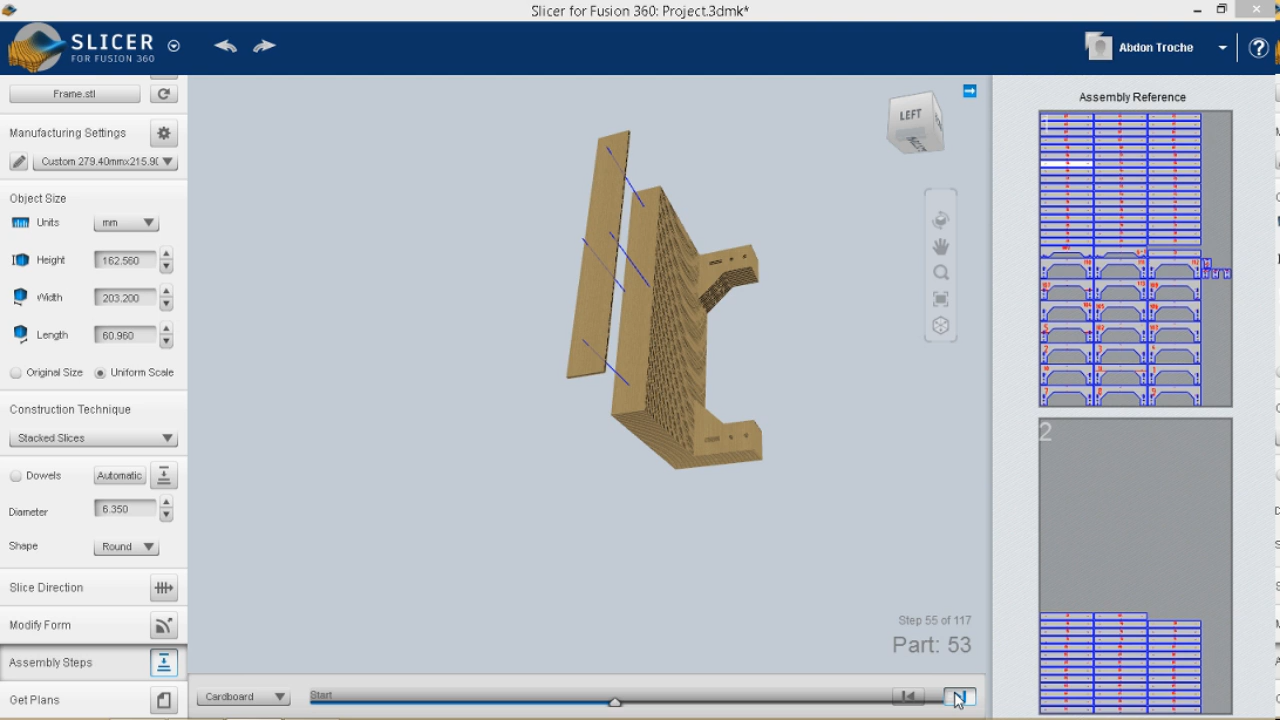 Slicer for Fusion 360: Project.3dmk*
SLICER
FOR FUSION 360
Abdon Troche
?
Frame.stl
Manufacturing Settings
Custom 279.40mmx215.90
Object Size
Units
mm
Height
162.560
Width
203.200
Length
60.960
Original Size
Uniform Scale
Construction Technique
Stacked Slices
Dowels
Automatic
Diameter
6.350
Shape
Round
Slice Direction
Modify Form
Assembly Steps
Get Plans
LEFT
Step 55 of 117
Part: 53
Cardboard
Start
Assembly Reference
1
2